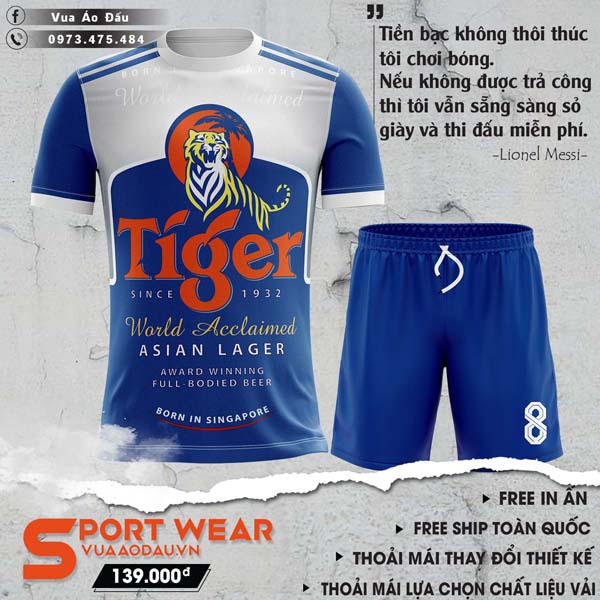 f Vua Áo Đấu
0973.475.484
"
Tiền bạc không thôi thúc
tôi chơi bóng.
Nếu không được trả công
thì tôi vẫn sẵng sàng sỏ
giày và thi đấu miễn phí.
-Lionel Messi-
BORN IN SINGAPORE
World Acclaimed
Tiger
SINCE 1932
World Acclaimed
ASIAN LAGER
AWARD WINNING
FULL-BODIED BEER
BORN IN SINGAPORE
8
SPORT WEAR
VUAAODAU.VN
139.000đ
FREE IN ẤN
FREE SHIP TOÀN QUỐC
THOẢI MÁI THAY ĐỔI THIẾT KẾ
THOẢI MÁI LỰA CHỌN CHẤT LIỆU VẢI